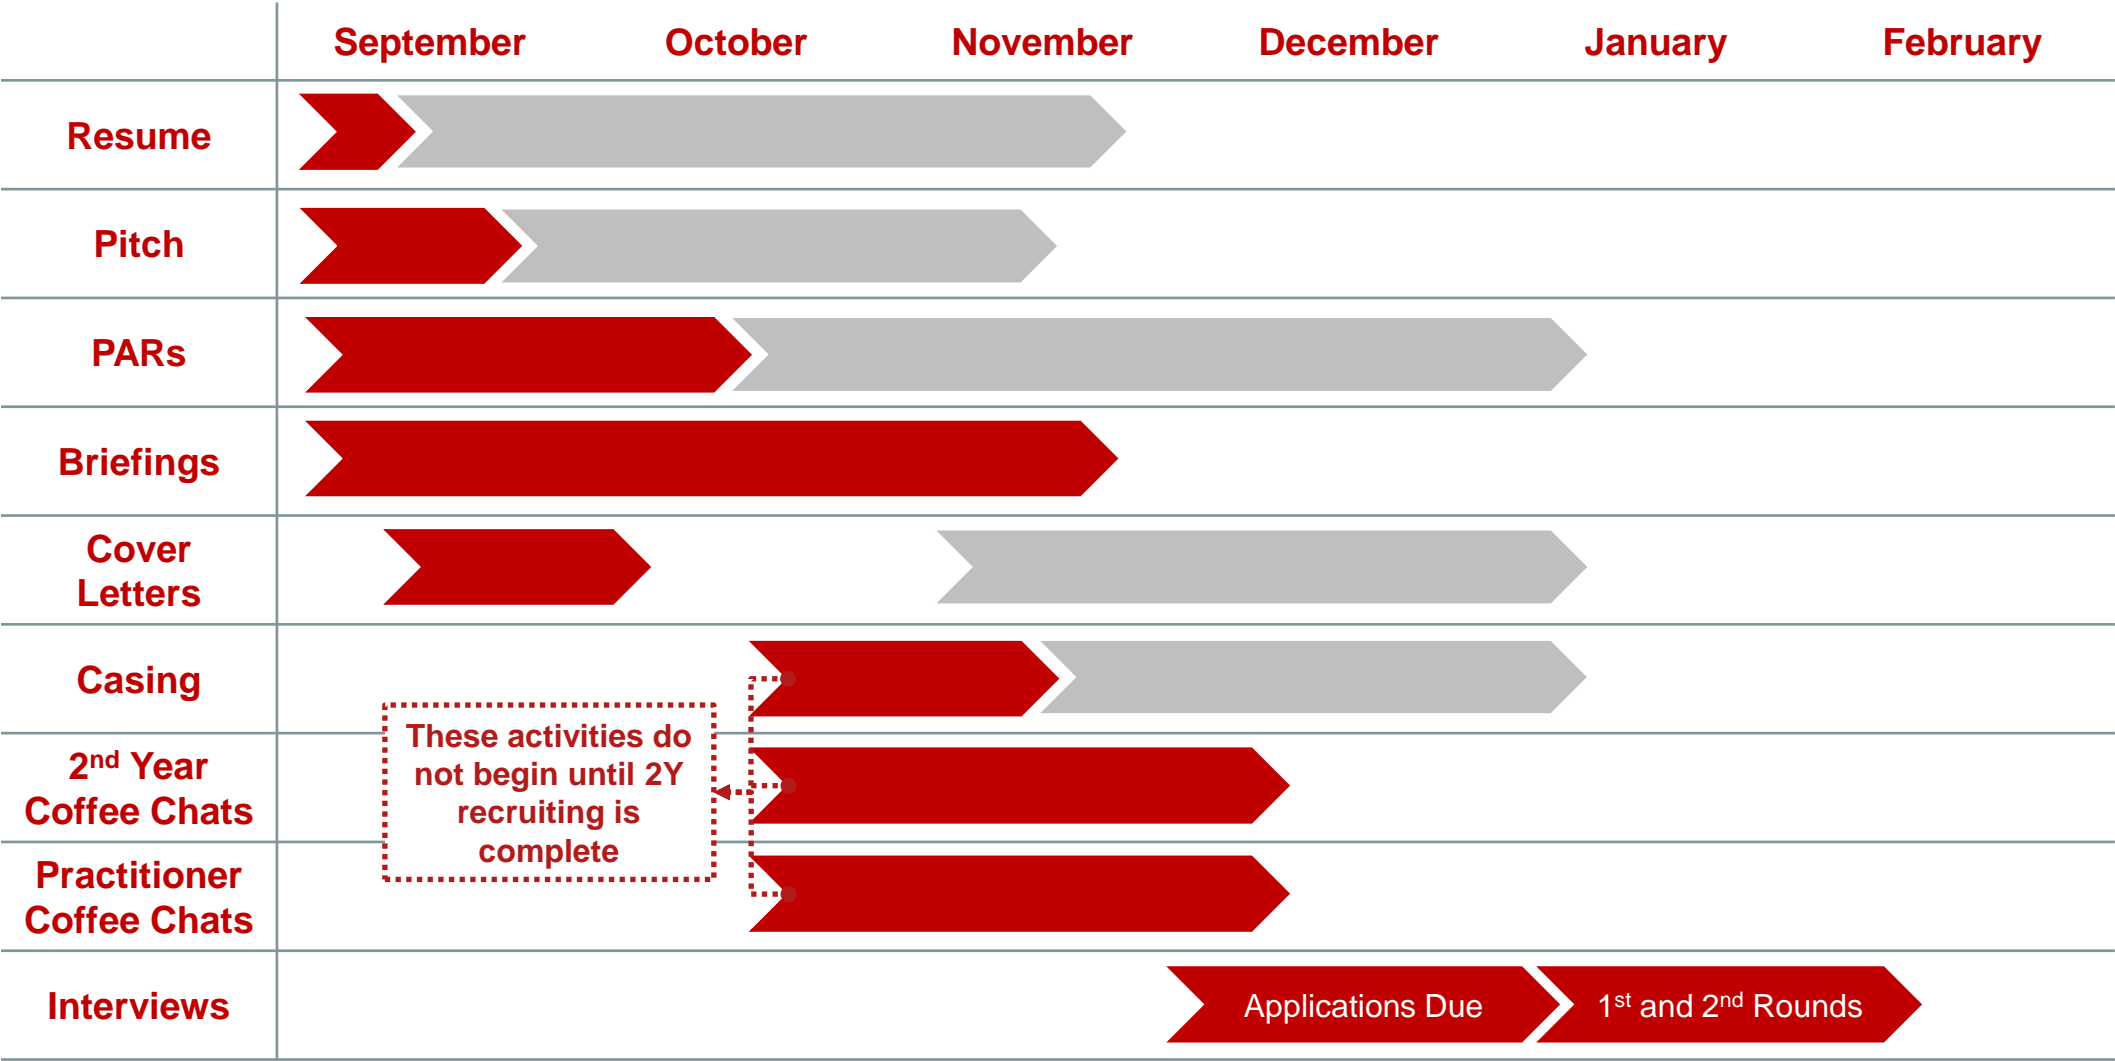 September October November December January February
Resume
Pitch
PARs
Briefings
Cover
Letters
Casing
These activities do
not begin until 2Y
recruiting is
complete
2nd Year
Coffee Chats
Practitioner
Coffee Chats
Interviews
Applications Due
1st and 2nd Rounds